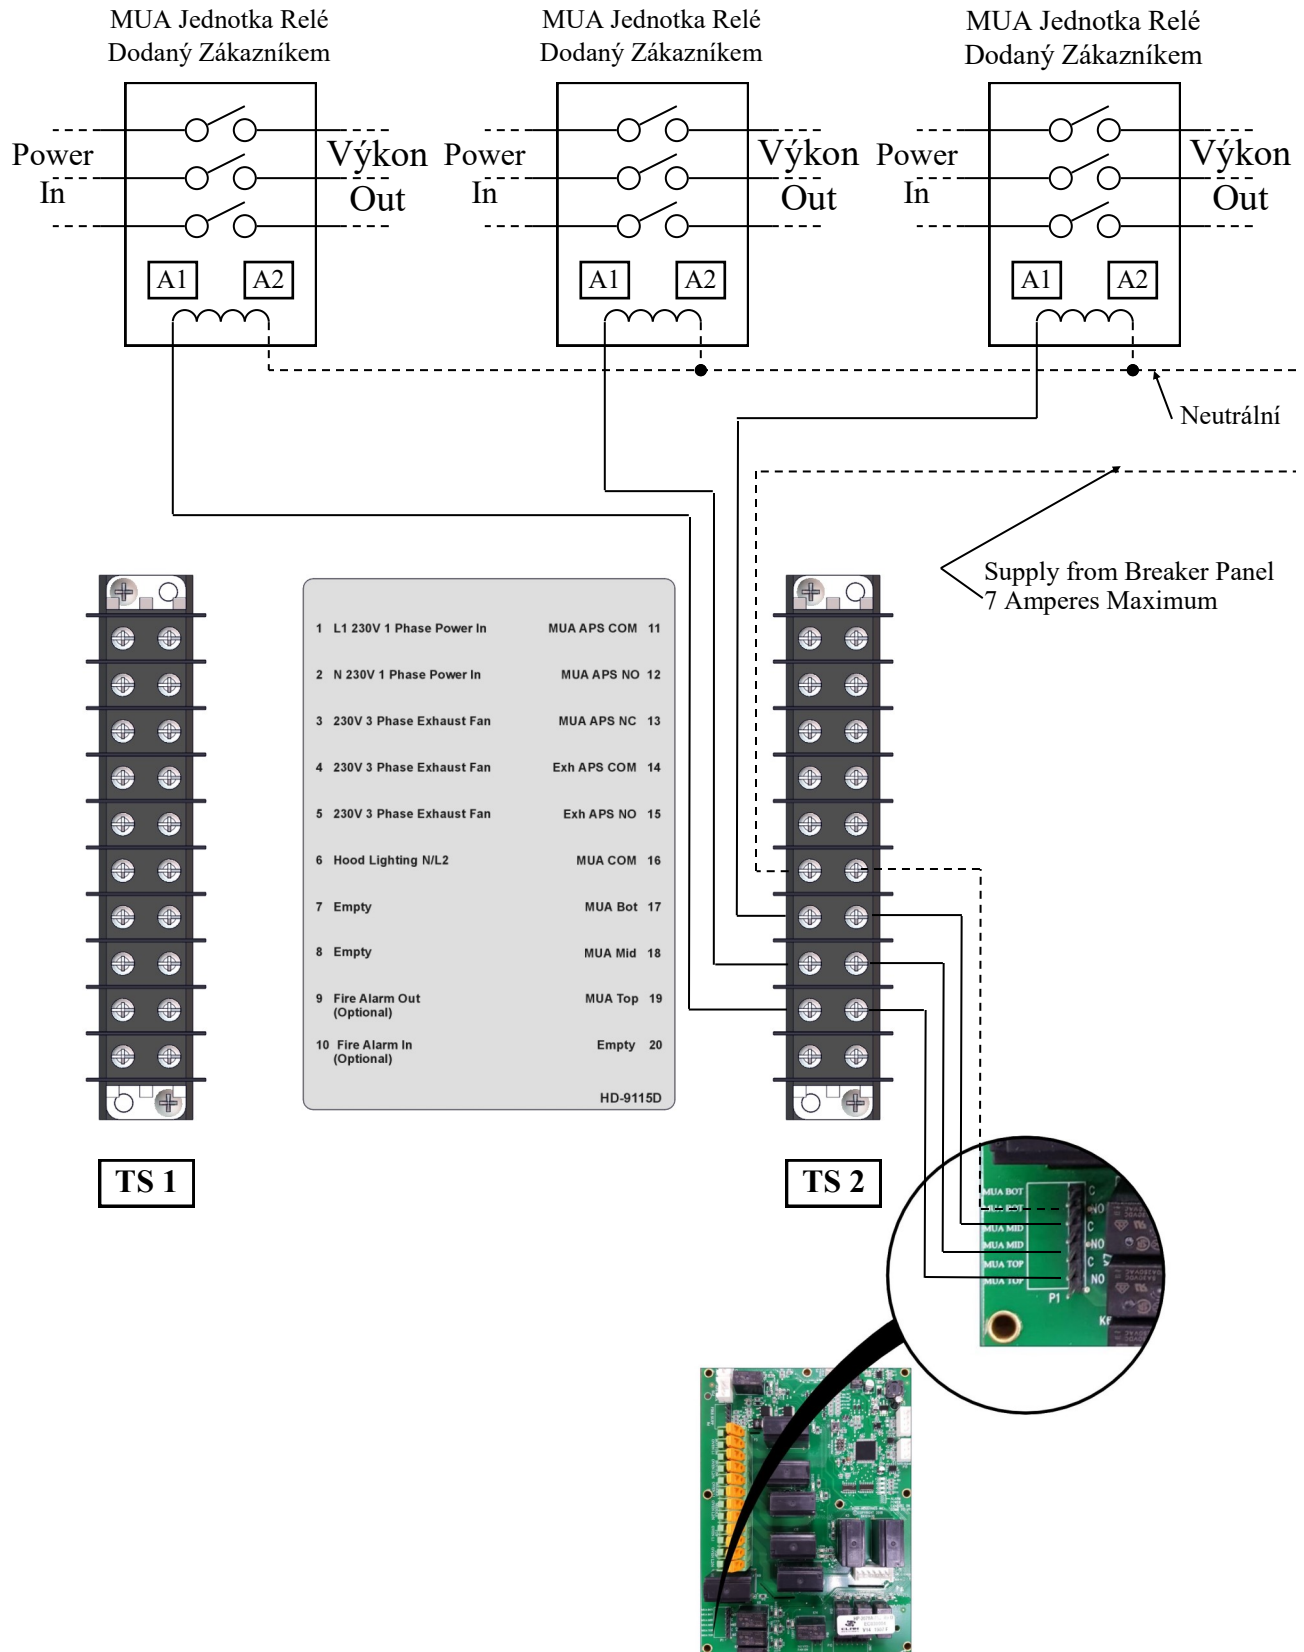 MUA Jednotka Relé
Dodaný Zákazníkem
MUA Jednotka Relé
Dodaný Zákazníkem
MUA Jednotka Relé
Dodaný Zákazníkem
Power
In
Výkon
Out
Power
In
Výkon
Out
Power
In
Výkon
Out
A1
A2
A1
A2
A1
A2
Neutrální
Supply from Breaker Panel
7 Amperes Maximum
1 L1 230V 1 Phase Power In
MUA APS COM 11
2 N 230V 1 Phase Power In
MUA APS NO 12
3 230V 3 Phase Exhaust Fan
MUA APS NC 13
4 230V 3 Phase Exhaust Fan
Exh APS COM 14
5 230V 3 Phase Exhaust Fan
Exh APS NO 15
6 Hood Lighting N/L2
MUA COM 16
7 Empty
MUA Bot 17
8 Empty
MUA Mid 18
9 Fire Alarm Out
(Optional)
MUA Top 19
10 Fire Alarm In
(Optional)
Empty 20
HD-9115D
TS 1
TS 2
MUA BOT
C
MUA BOT
NO
MUA MID
C
MUA MID
NO
MUA TOP
C
MUA TOP
NO
P1